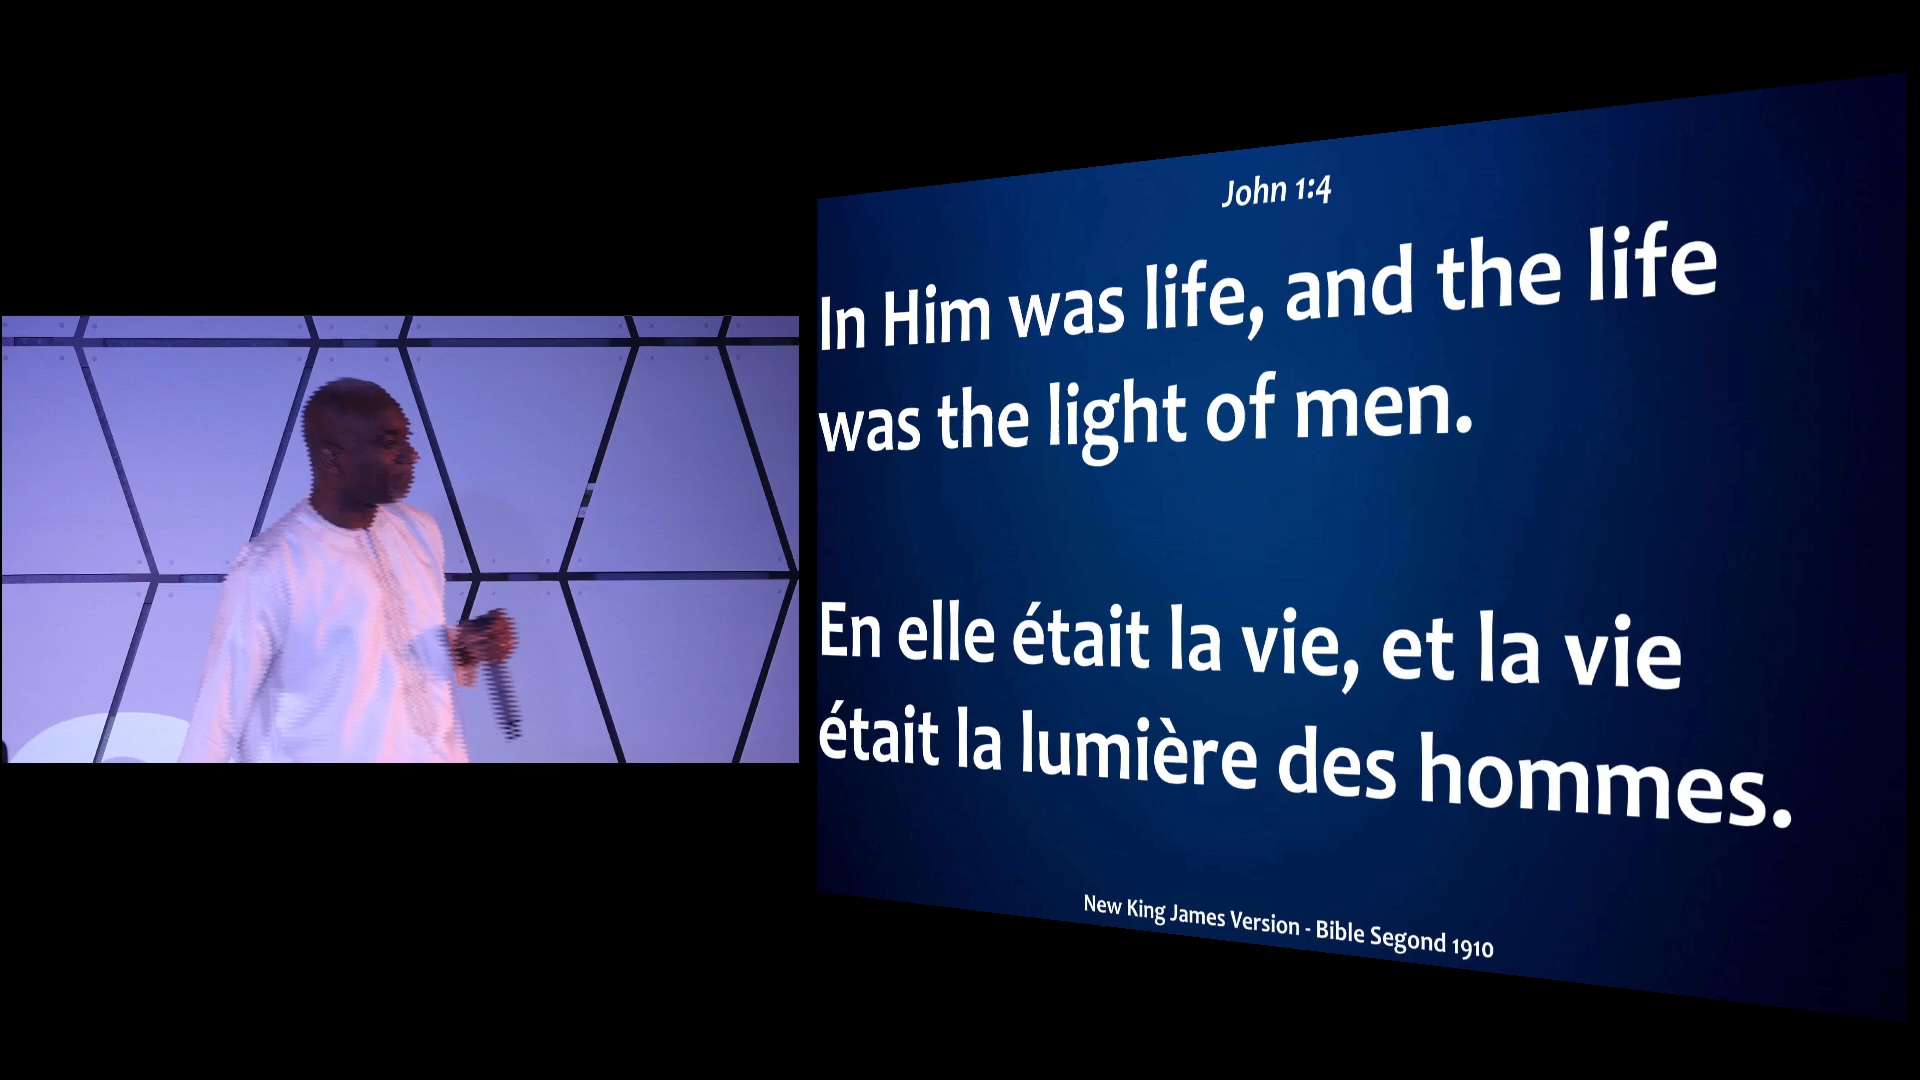 John 1:4
In Him was life, and the life
was the light of men.
En elle était la vie, et la vie
était la lumière des hommes.
New King James Version - Bible Segond 1910